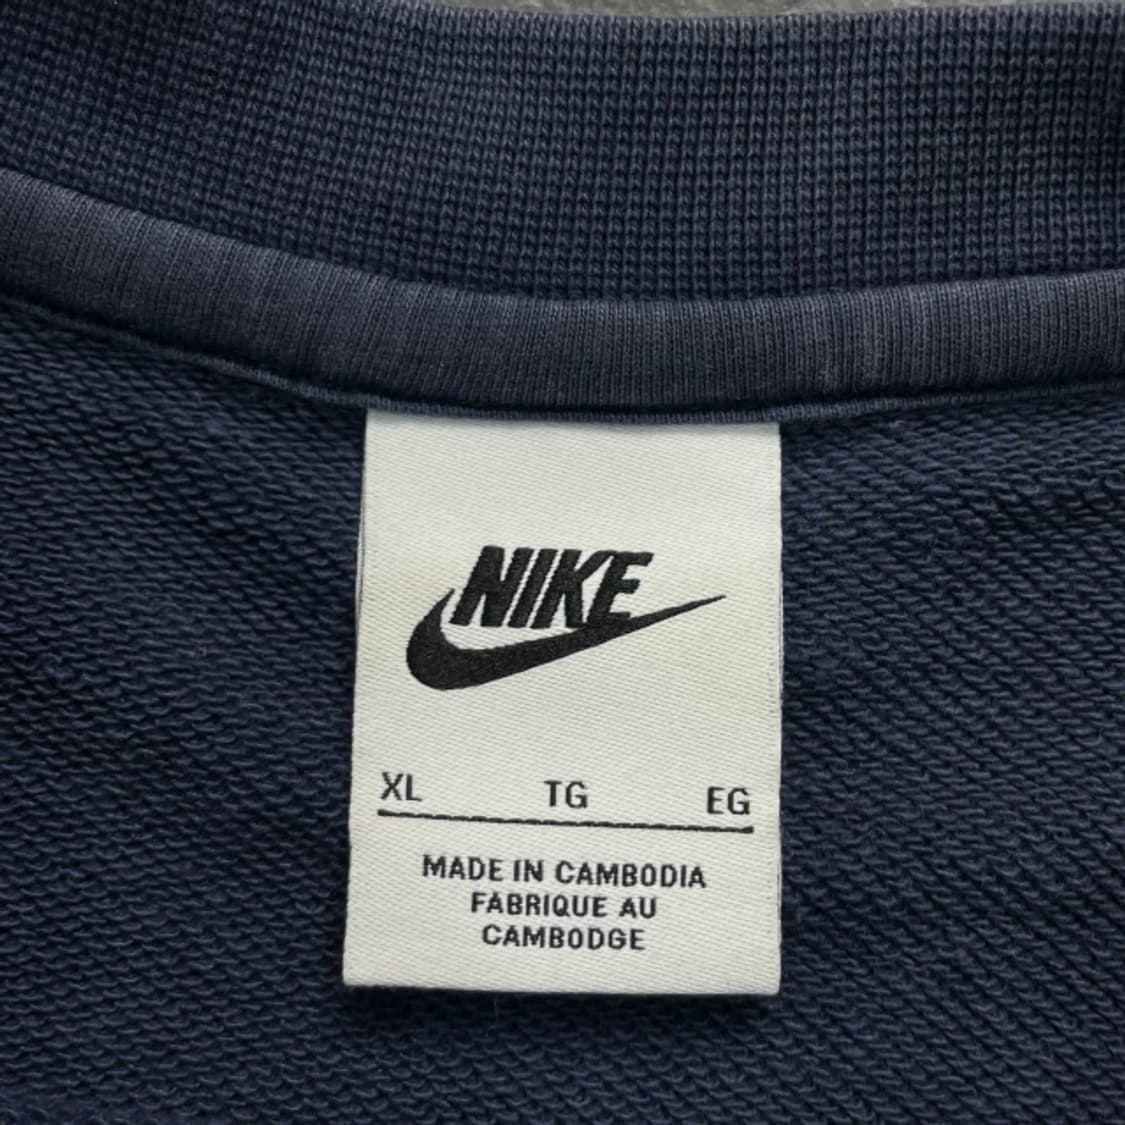 NIKE
XL TG EG
MADE IN CAMBODIA
FABRIQUE AU
CAMBODGE